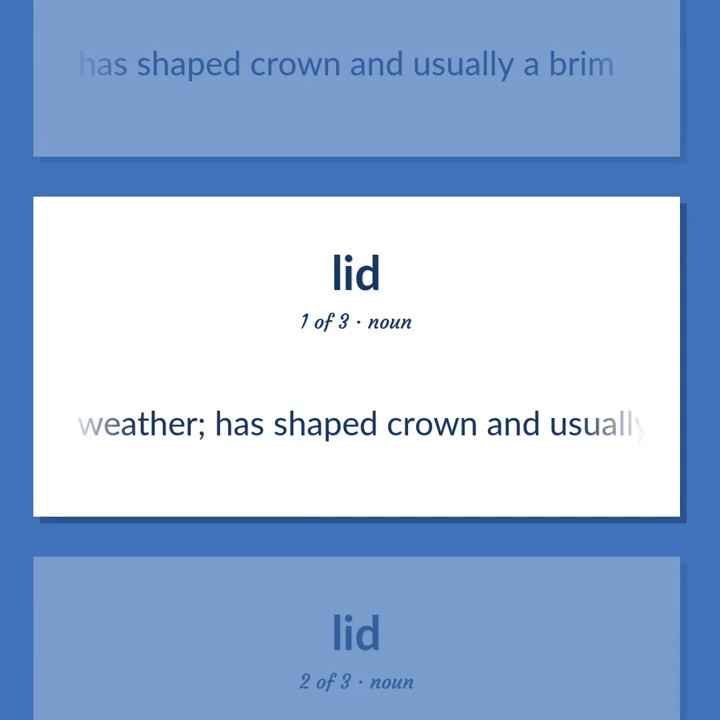 has shaped crown and usually a brim
lid
1 of 3 · noun
weather; has shaped crown and usually
lid
2 of 3 · noun